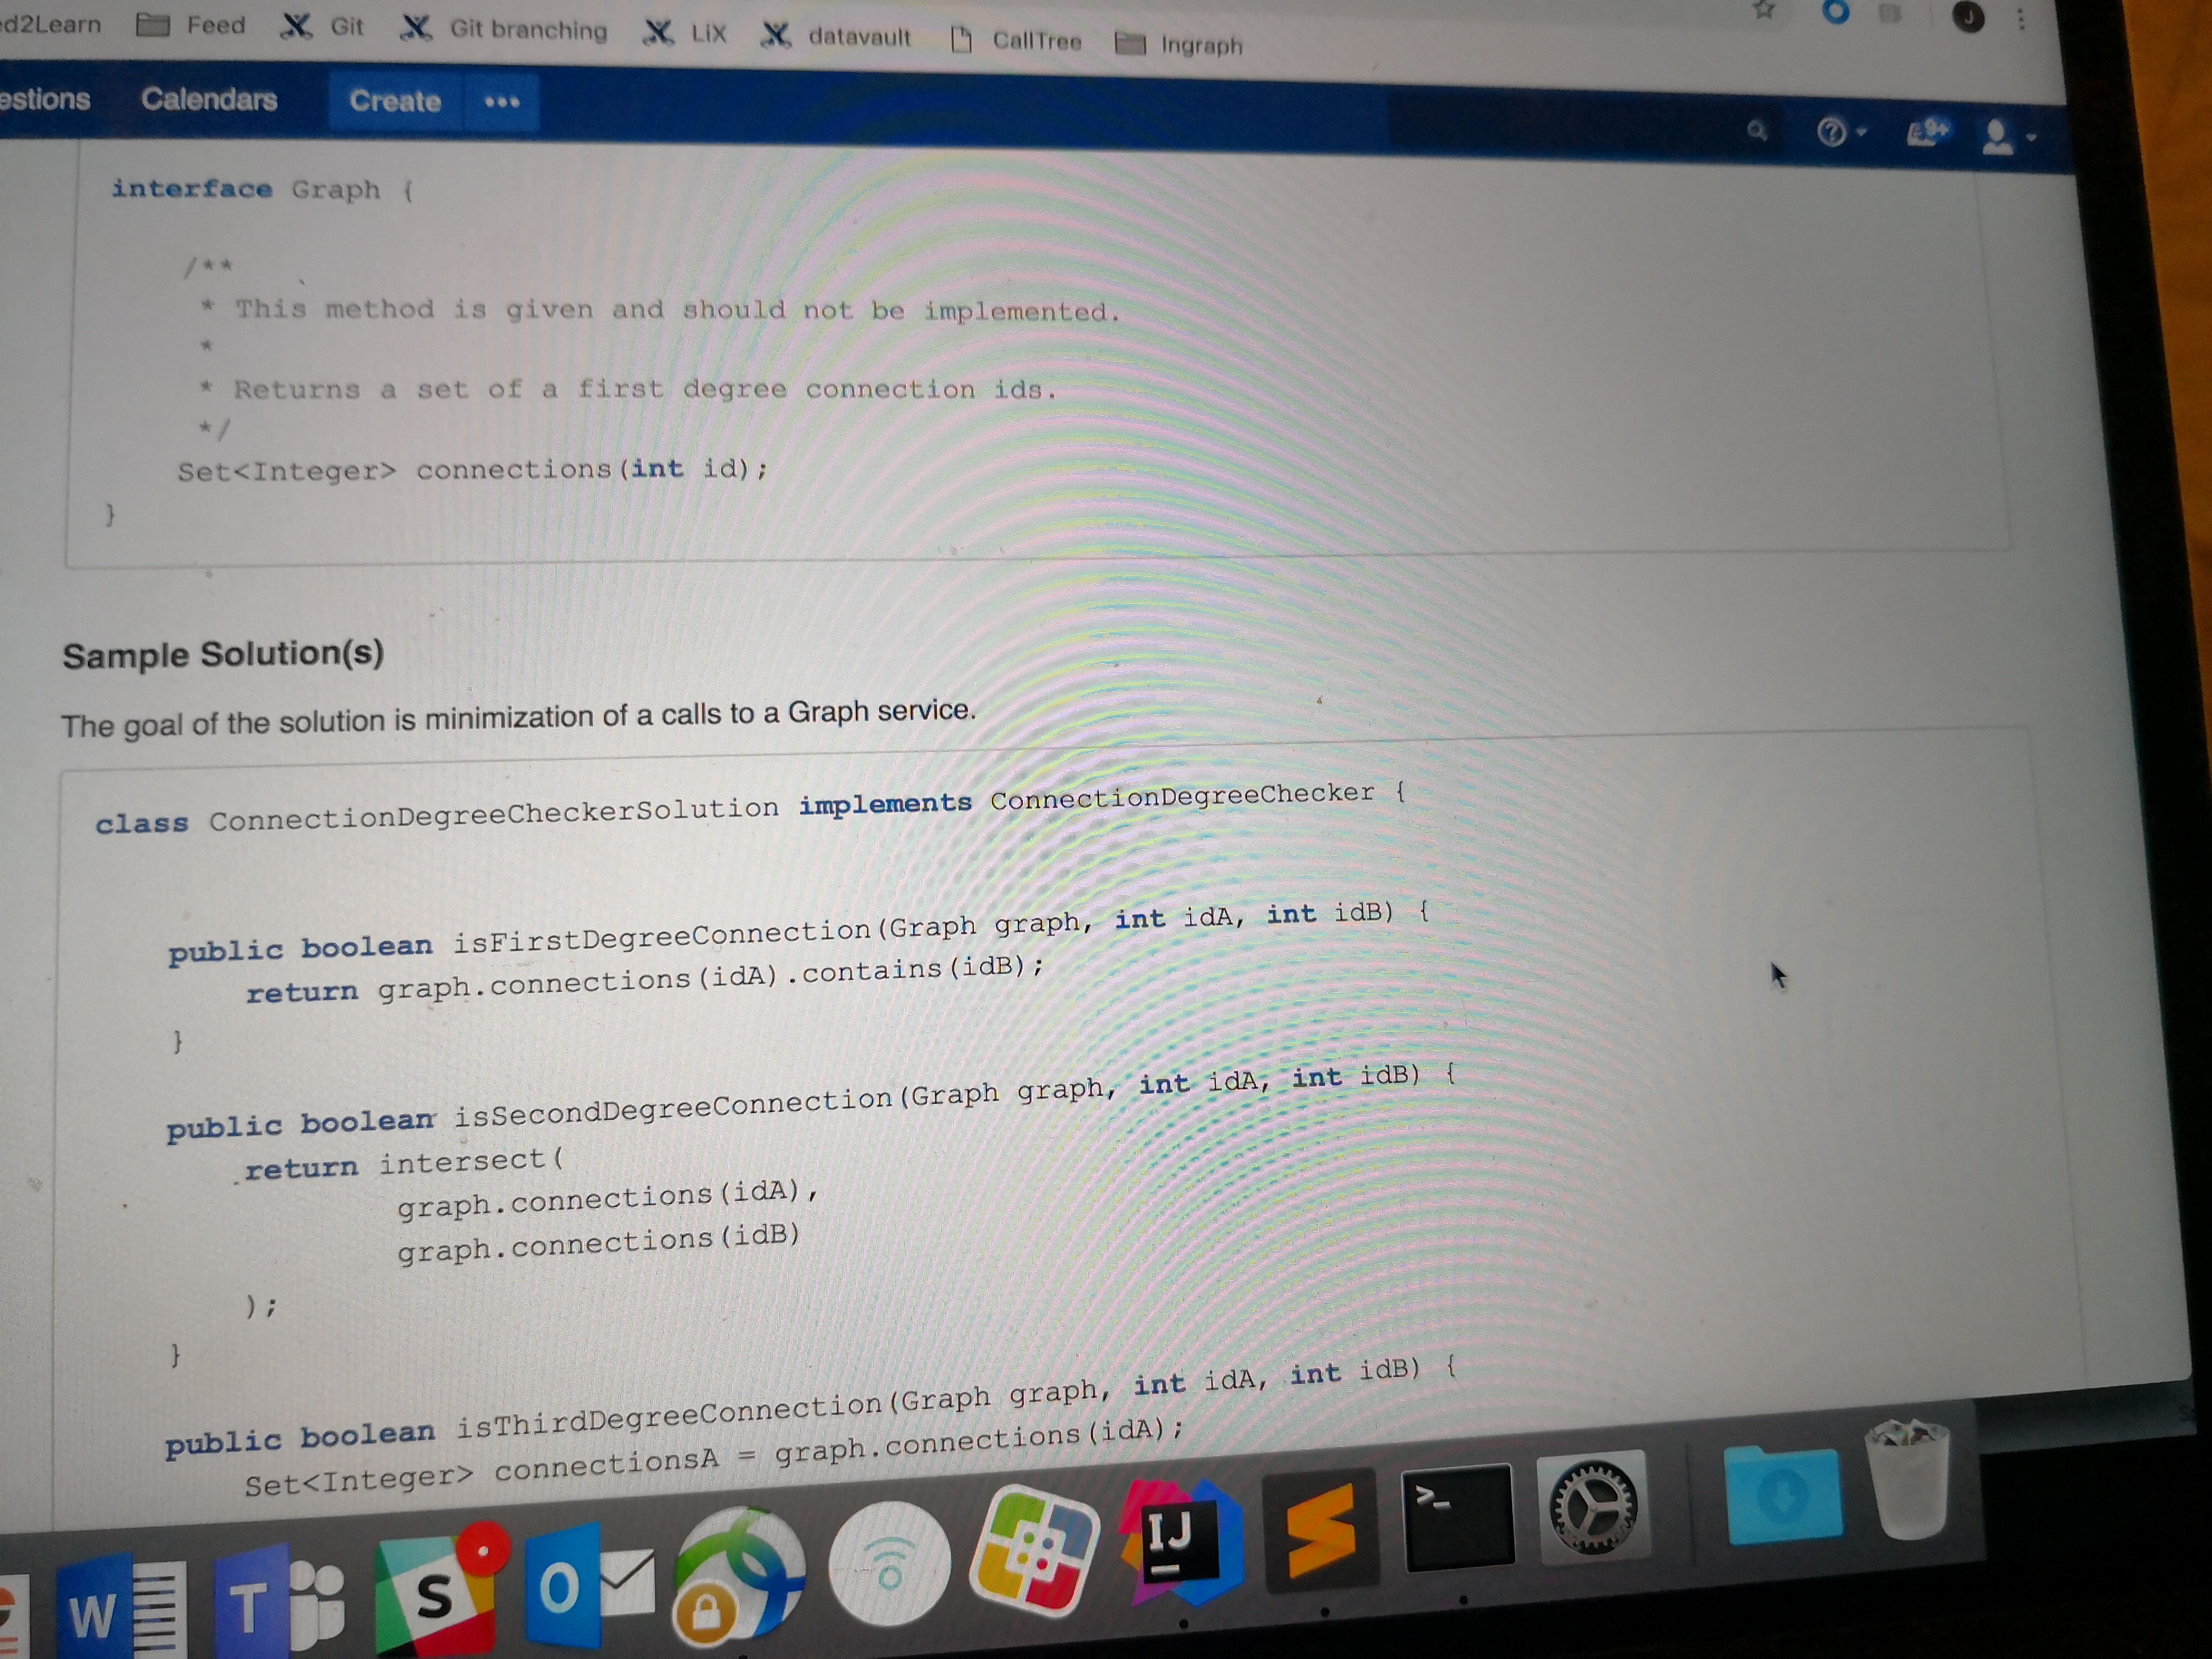 d2Learn Feed Git Git branching LiX datavault CallTree Ingraph
J
estions Calendars Create •••
? 9+
interface Graph {
/**
* This method is given and should not be implemented.
*
* Returns a set of a first degree connection ids.
*/
Set<Integer> connections(int id);
}
Sample Solution(s)
The goal of the solution is minimization of a calls to a Graph service.
class ConnectionDegreeCheckerSolution implements ConnectionDegreeChecker {
public boolean isFirstDegreeConnection(Graph graph, int idA, int idB) {
return graph.connections(idA).contains(idB);
}
public boolean isSecondDegreeConnection(Graph graph, int idA, int idB) {
return intersect(
graph.connections(idA),
graph.connections(idB)
);
}
public boolean isThirdDegreeConnection(Graph graph, int idA, int idB) {
Set<Integer> connectionsA = graph.connections(idA);
W T S O IJ >_